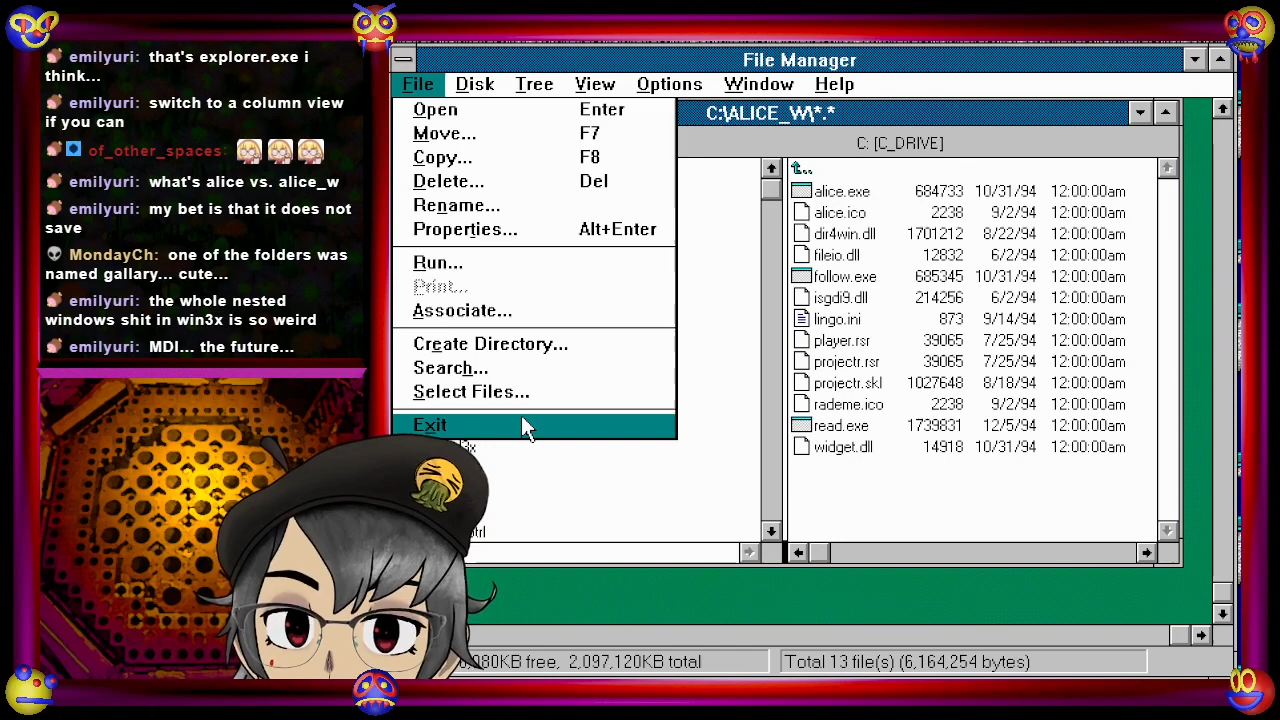 emilyuri: that's explorer.exe i
think...
emilyuri: switch to a column view
if you can
of_other_spaces:
emilyuri: what's alice vs. alice_w
emilyuri: my bet is that it does not
save
MondayCh: one of the folders was
named gallary... cute...
emilyuri: the whole nested
windows shit in win3x is so weird
emilyuri: MDI... the future...
File Manager
File Disk Tree View Options Window Help
Open Enter
Move... F7
Copy... F8
Delete... Del
Rename...
Properties... Alt+Enter
Run...
Print...
Associate...
Create Directory...
Search...
Select Files...
Exit
C:\ALICE_W\*.*
C: [C_DRIVE]
alice.exe 684733 10/31/94 12:00:00am
alice.ico 2238 9/2/94 12:00:00am
dir4win.dll 1701212 8/22/94 12:00:00am
fileio.dll 12832 6/2/94 12:00:00am
follow.exe 685345 10/31/94 12:00:00am
isgdi9.dll 214256 6/2/94 12:00:00am
lingo.ini 873 9/14/94 12:00:00am
player.rsr 39065 7/25/94 12:00:00am
projectr.rsr 39065 7/25/94 12:00:00am
projectr.skl 1027648 8/18/94 12:00:00am
rademe.ico 2238 9/2/94 12:00:00am
read.exe 1739831 12/5/94 12:00:00am
widget.dll 14918 10/31/94 12:00:00am
trl
,080KB free, 2,097,120KB total
Total 13 file(s) (6,164,254 bytes)